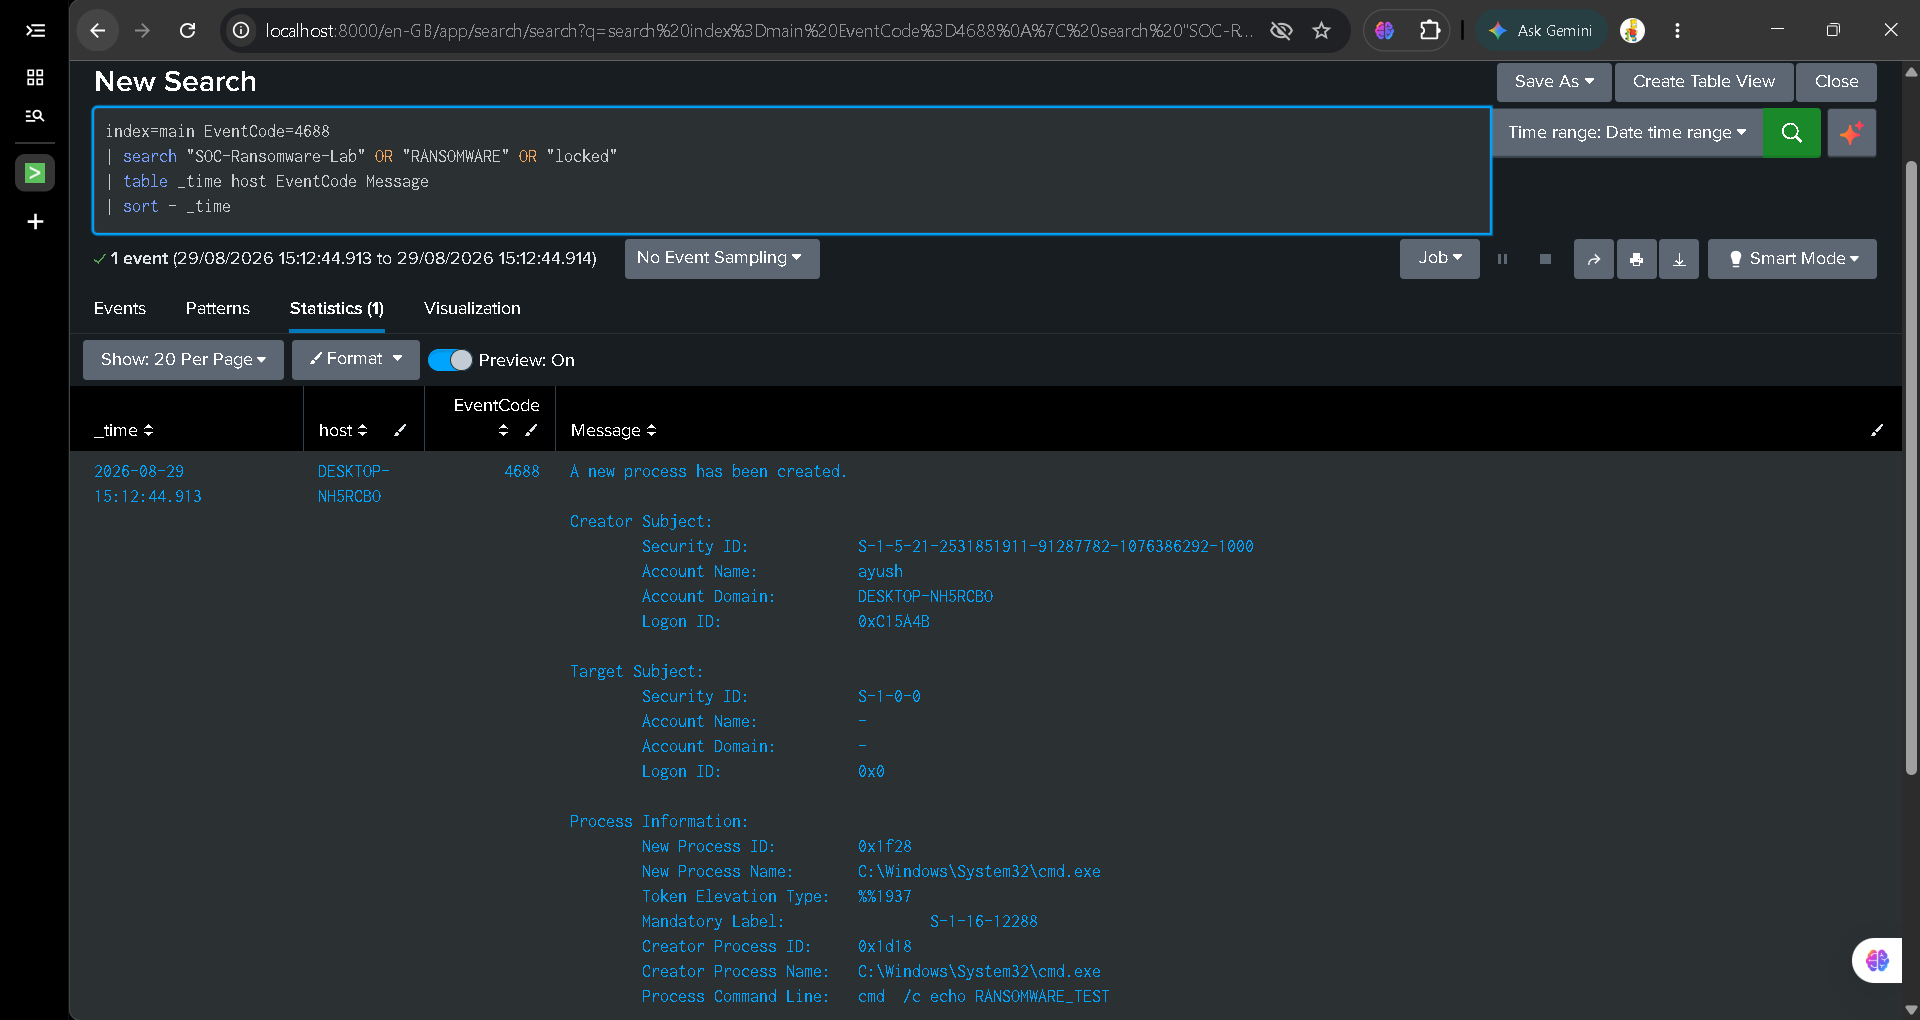 localhost:8000/en-GB/app/search/search?q=search%20index%3Dmain%20EventCode%3D4688%0A%7C%20search%20"SOC-R...
Ask Gemini
New Search
Save As
Create Table View
Close
index=main EventCode=4688
| search "SOC-Ransomware-Lab" OR "RANSOMWARE" OR "locked"
| table _time host EventCode Message
| sort - _time
Time range: Date time range
1 event (29/08/2026 15:12:44.913 to 29/08/2026 15:12:44.914)
No Event Sampling
Job
Smart Mode
Events
Patterns
Statistics (1)
Visualization
Show: 20 Per Page
Format
Preview: On
_time
host
EventCode
Message
2026-08-29
15:12:44.913
DESKTOP-
NH5RCBO
4688
A new process has been created.
Creator Subject:
Security ID: S-1-5-21-2531851911-91287782-1076386292-1000
Account Name: ayush
Account Domain: DESKTOP-NH5RCBO
Logon ID: 0xC15A4B
Target Subject:
Security ID: S-1-0-0
Account Name: -
Account Domain: -
Logon ID: 0x0
Process Information:
New Process ID: 0x1f28
New Process Name: C:\Windows\System32\cmd.exe
Token Elevation Type: %%1937
Mandatory Label: S-1-16-12288
Creator Process ID: 0x1d18
Creator Process Name: C:\Windows\System32\cmd.exe
Process Command Line: cmd  /c echo RANSOMWARE_TEST